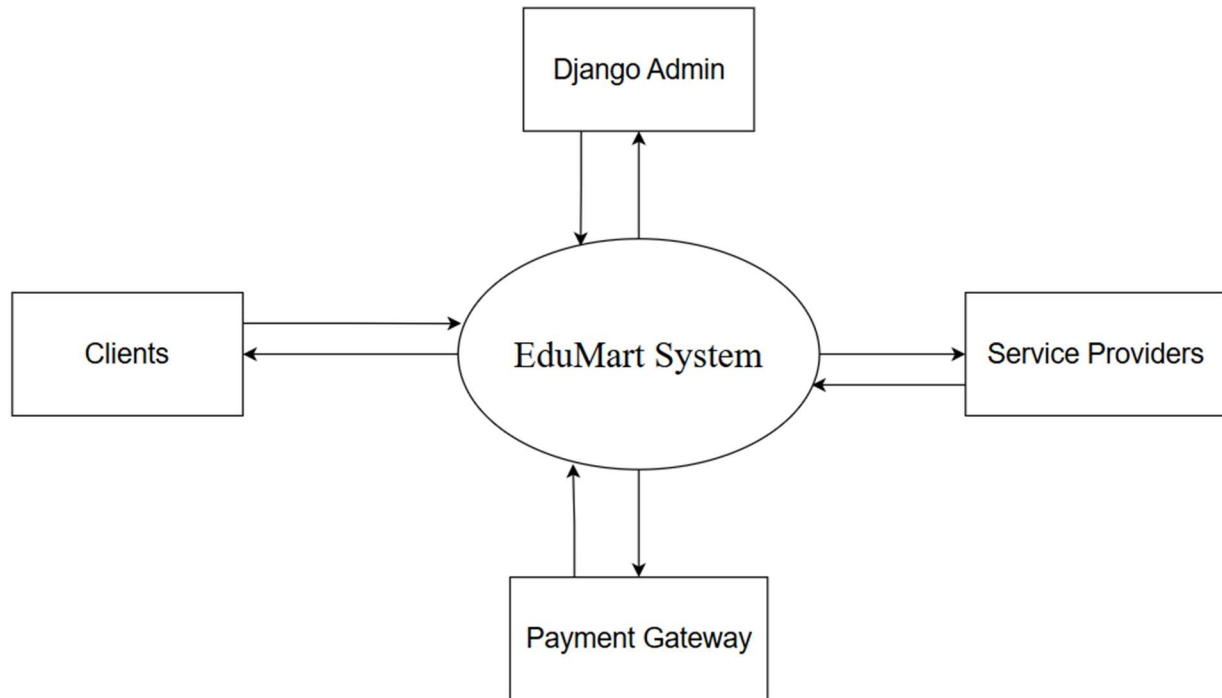 Django Admin
Clients
EduMart System
Service Providers
Payment Gateway